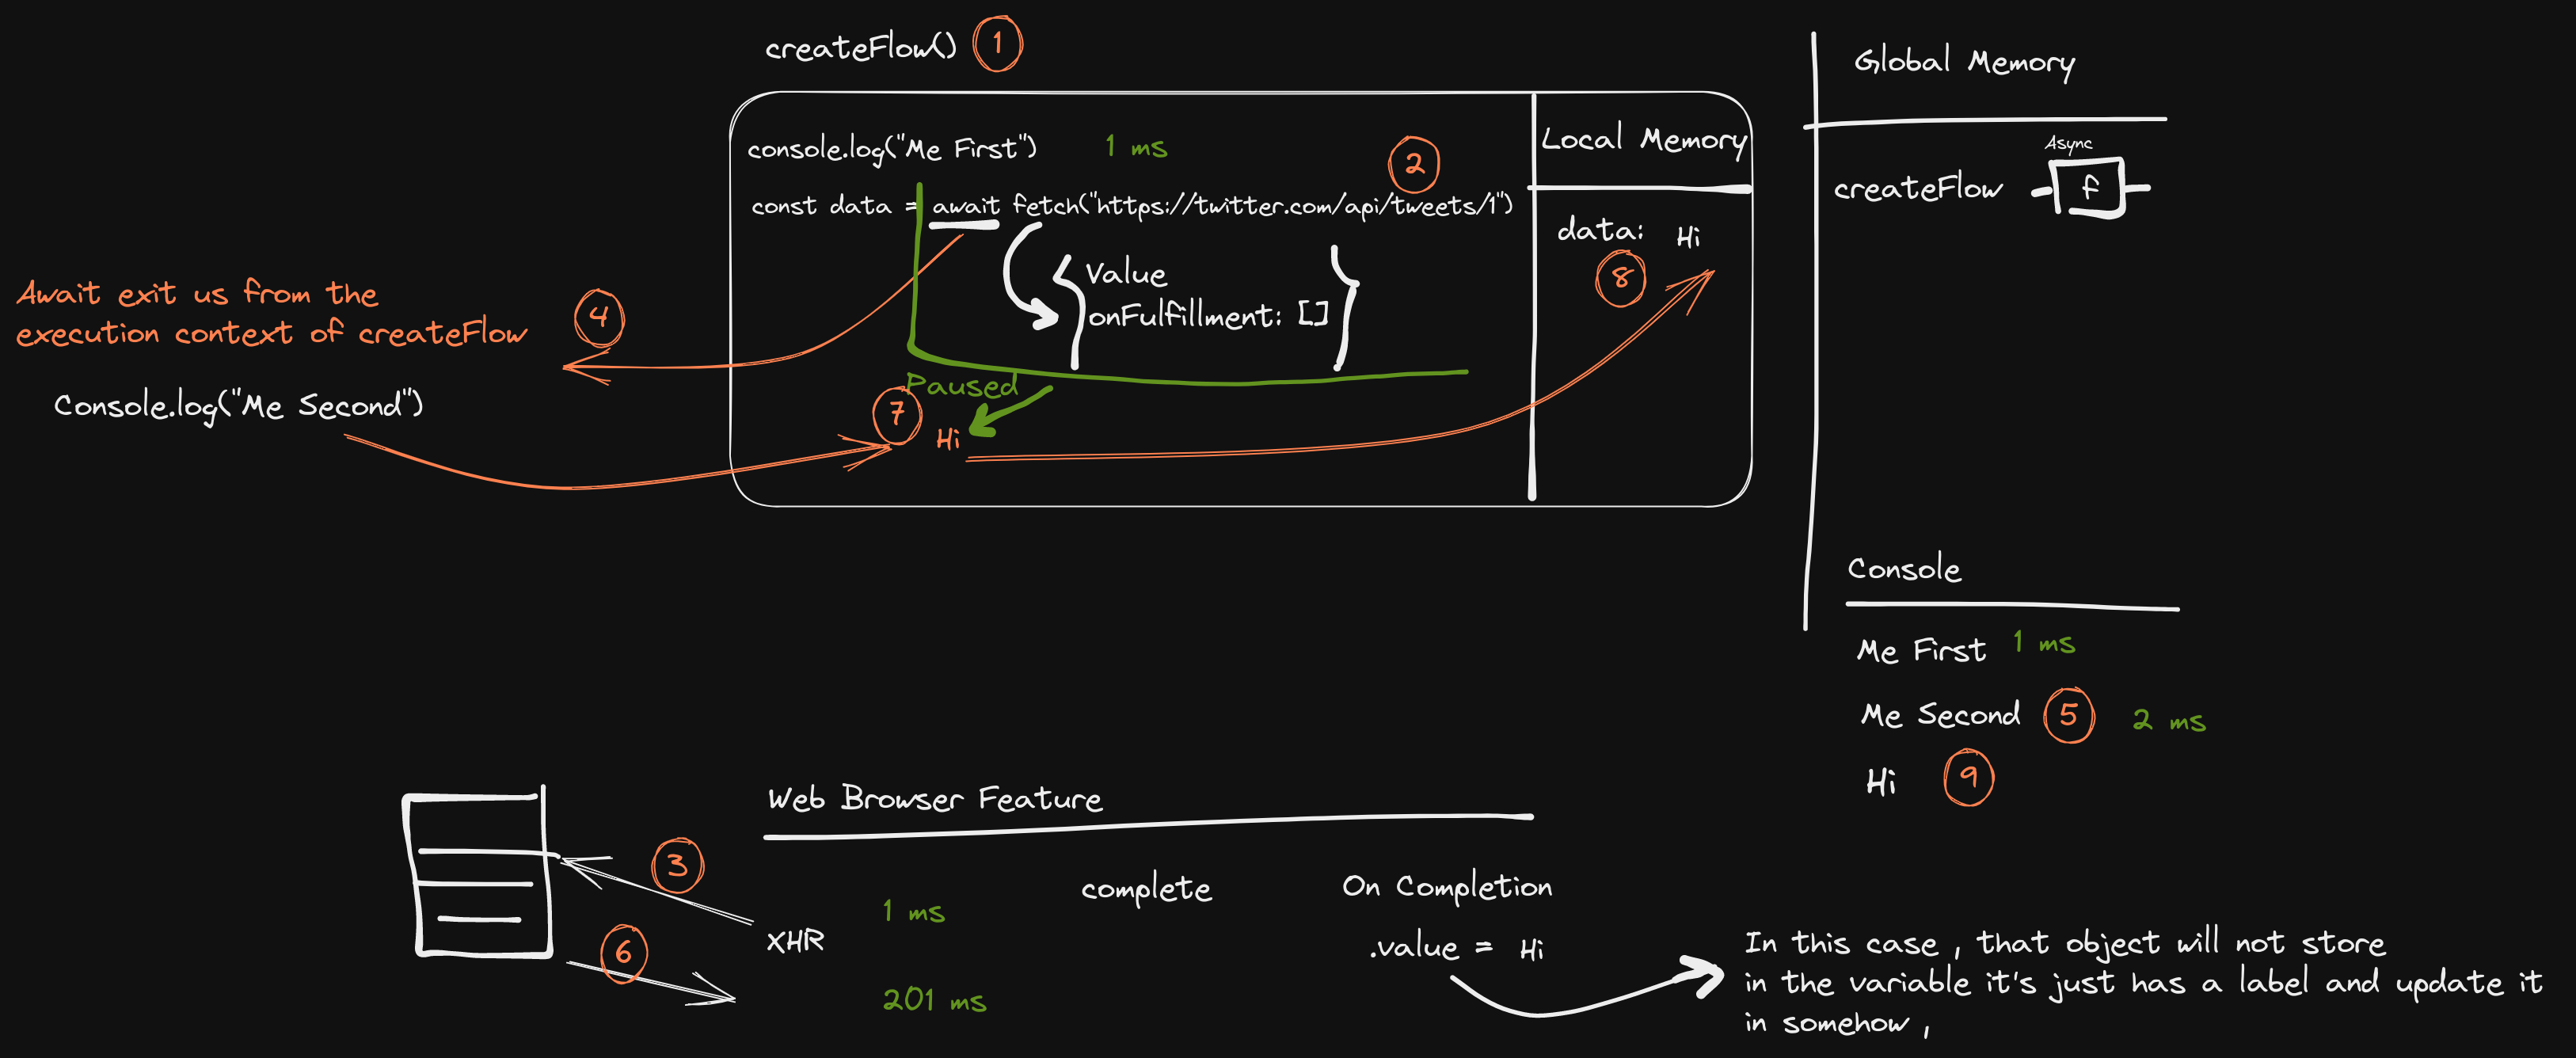 createFlow() 1
console.log("Me First") 1 ms
2
const data = await fetch("https://twitter.com/api/tweets/1")
{ Value
onFulfillment: [] }
Paused
7
Hi
Local Memory
data: Hi
8
Await exit us from the
execution context of createFlow
4
Console.log("Me Second")
Global Memory
Async
createFlow f
Console
Me First 1 ms
Me Second 5 2 ms
Hi 9
Web Browser Feature
3
6
XHR
1 ms
201 ms
complete
On Completion
.value = Hi
In this case , that object will not store
in the variable it's just has a label and update it
in somehow ,